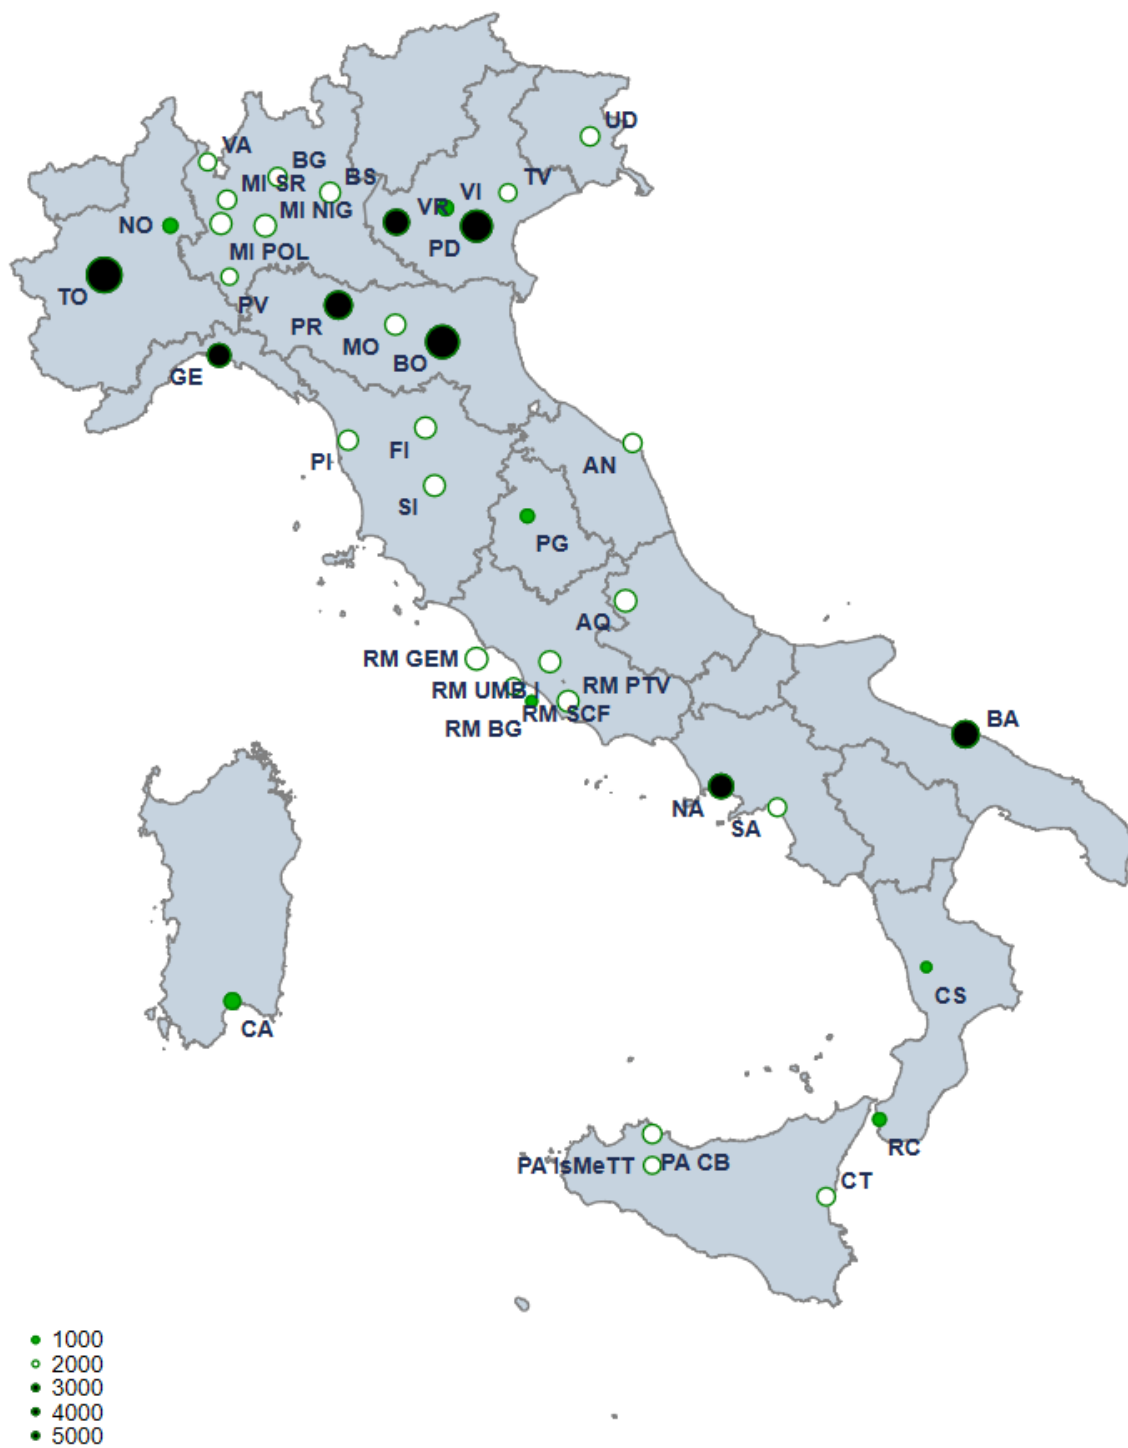 UD
VA
BG
BS
TV
MI SR
VI
VR
MI NIG
NO
PD
MI POL
TO
PV
PR
MO
BO
GE
PI
FI
AN
SI
PG
AQ
RM GEM
RM UMB I
RM PTV
RM SCF
RM BG
BA
NA
SA
CS
CA
RC
PA IsMeTT
PA CB
CT
1000
2000
3000
4000
5000